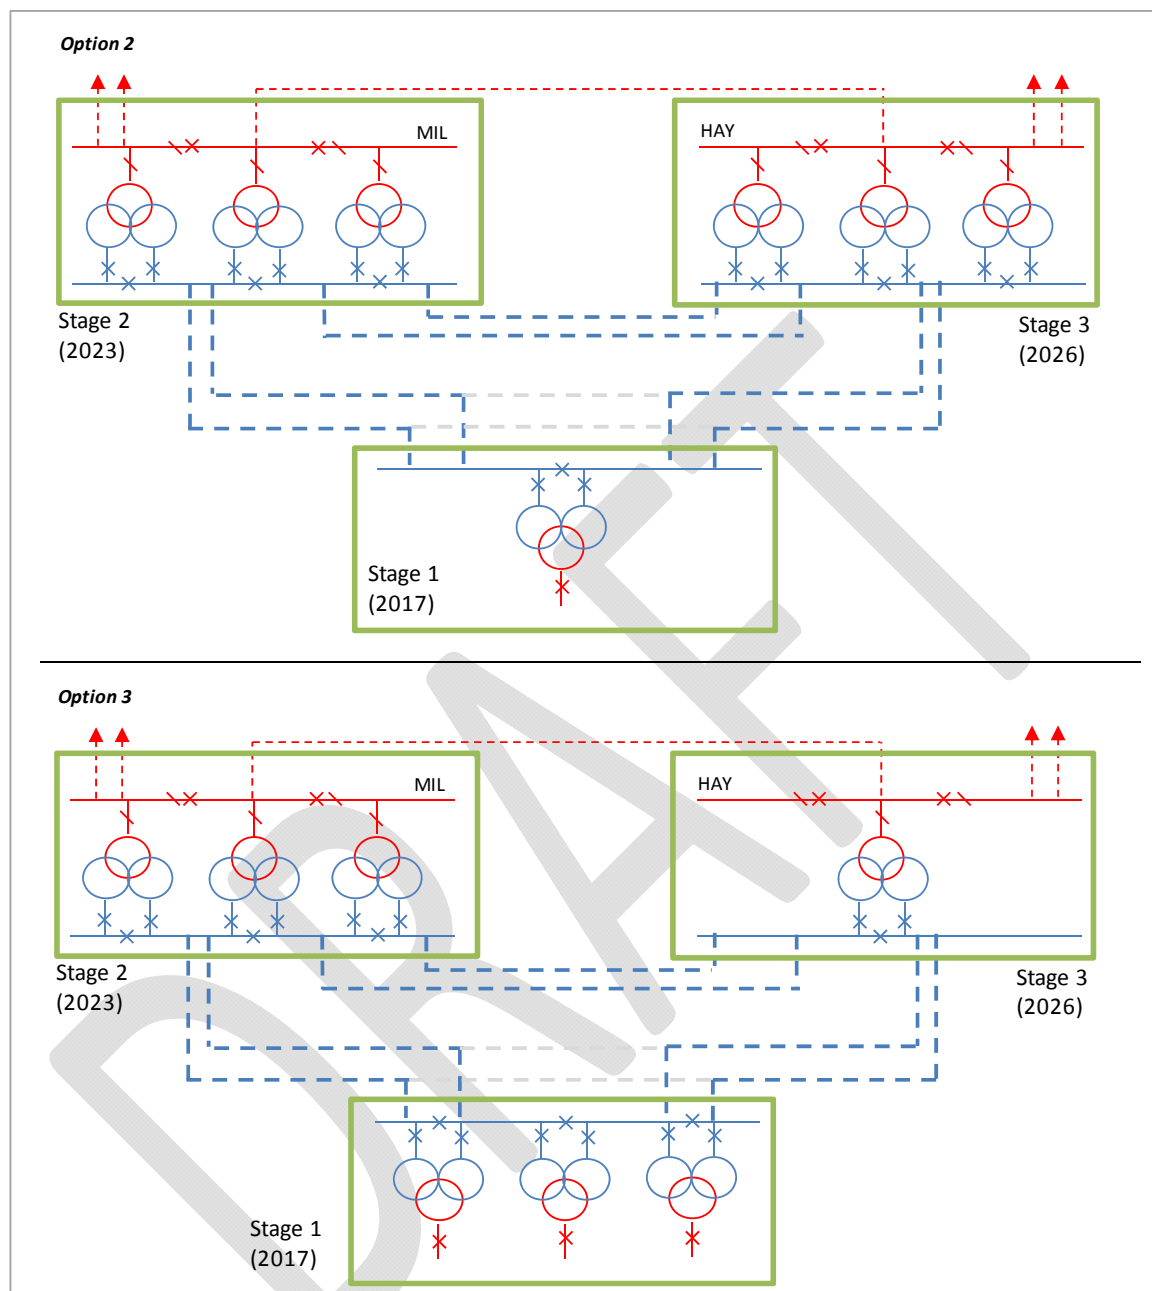 Option 2
MIL
HAY
Stage 2
(2023)
Stage 3
(2026)
Stage 1
(2017)
Option 3
MIL
HAY
Stage 2
(2023)
Stage 3
(2026)
Stage 1
(2017)
DRAFT